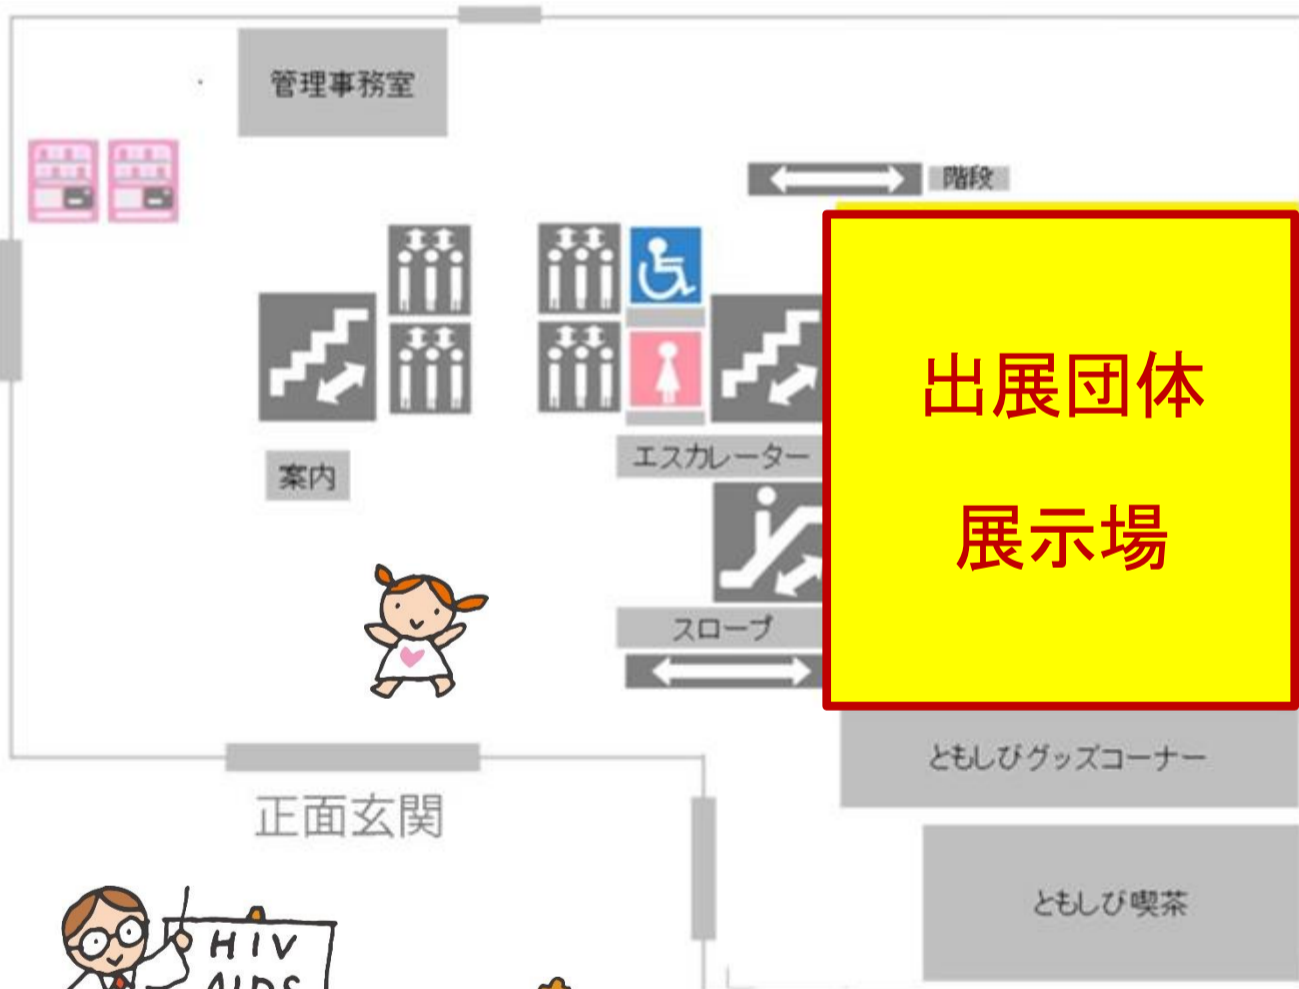 管理事務室
階段
出展団体
展示場
エスカレーター
案内
スロープ
ともしびグッズコーナー
正面玄関
ともしび喫茶
HIV
AIDS